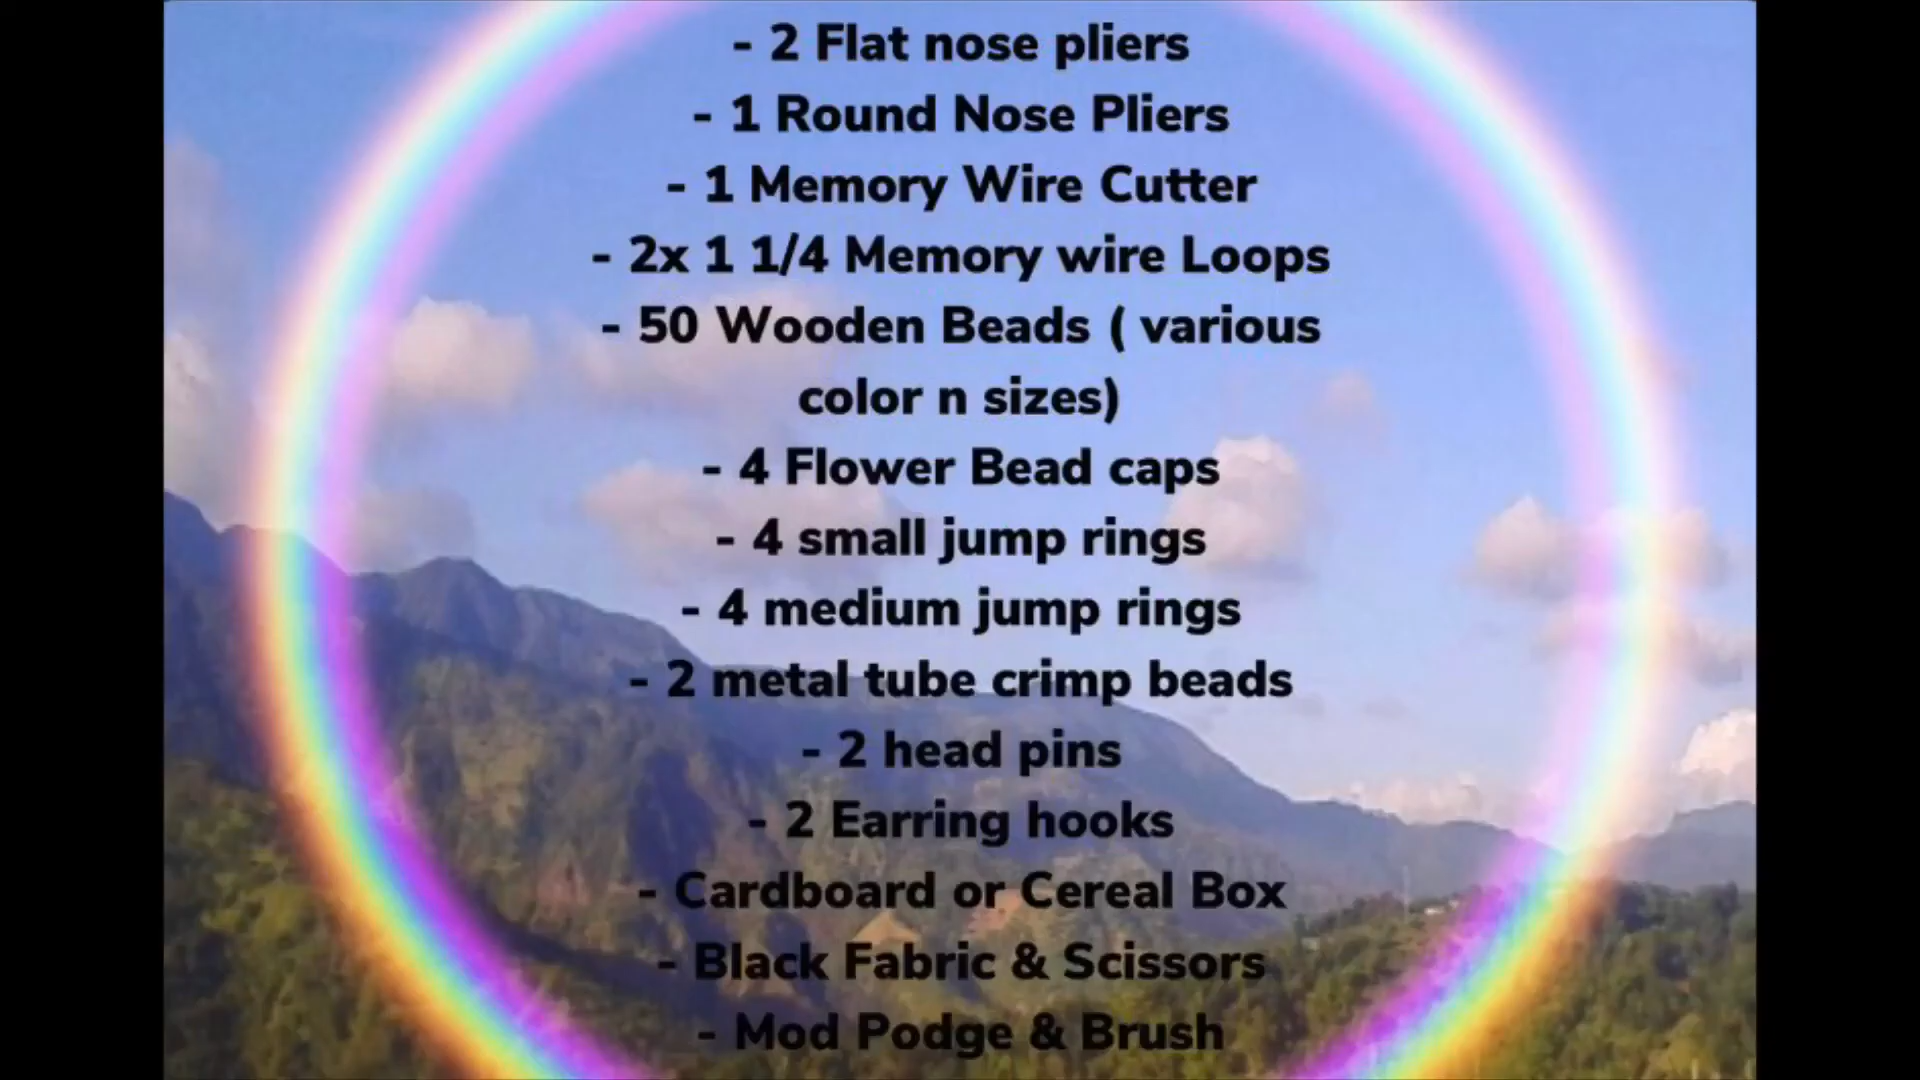 - 2 Flat nose pliers
- 1 Round Nose Pliers
- 1 Memory Wire Cutter
- 2x 1 1/4 Memory wire Loops
- 50 Wooden Beads ( various
color n sizes)
- 4 Flower Bead caps
- 4 small jump rings
- 4 medium jump rings
- 2 metal tube crimp beads
- 2 head pins
- 2 Earring hooks
- Cardboard or Cereal Box
- Black Fabric & Scissors
- Mod Podge & Brush